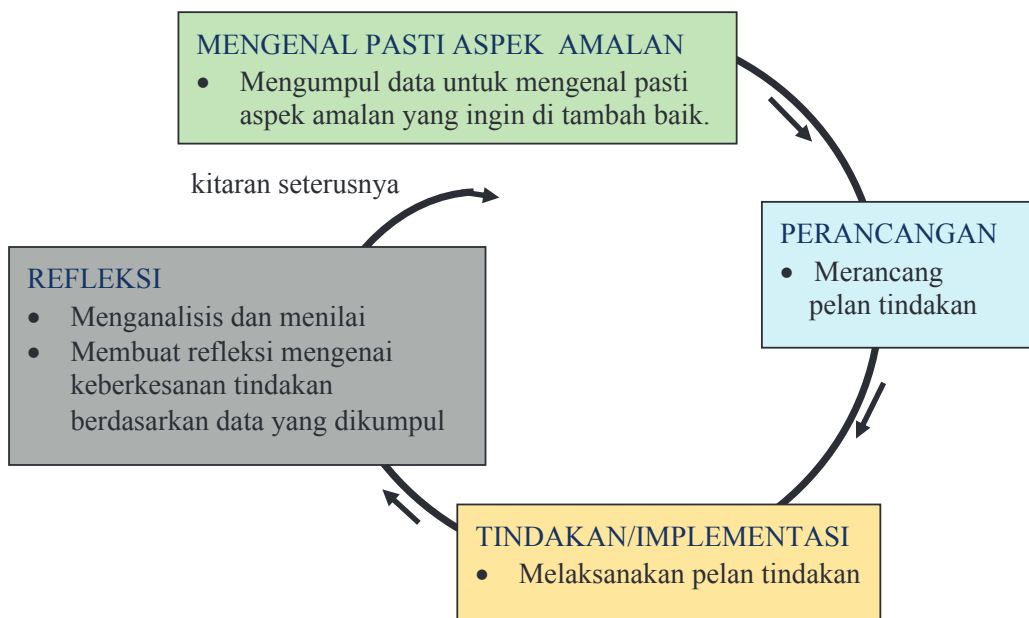 MENGENAL PASTI ASPEK AMALAN
• Mengumpul data untuk mengenal pasti
aspek amalan yang ingin di tambah baik.
kitaran seterusnya
PERANCANGAN
• Merancang
pelan tindakan
REFLEKSI
• Menganalisis dan menilai
• Membuat refleksi mengenai
keberkesanan tindakan
berdasarkan data yang dikumpul
TINDAKAN/IMPLEMENTASI
• Melaksanakan pelan tindakan